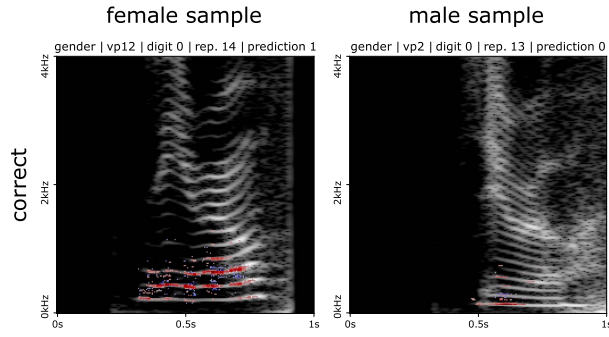 female sample
male sample
gender | vp12 | digit 0 | rep. 14 | prediction 1
gender | vp2 | digit 0 | rep. 13 | prediction 0
correct
4kHz
2kHz
0kHz
0s
0.5s
1s
4kHz
2kHz
0kHz
0s
0.5s
1s